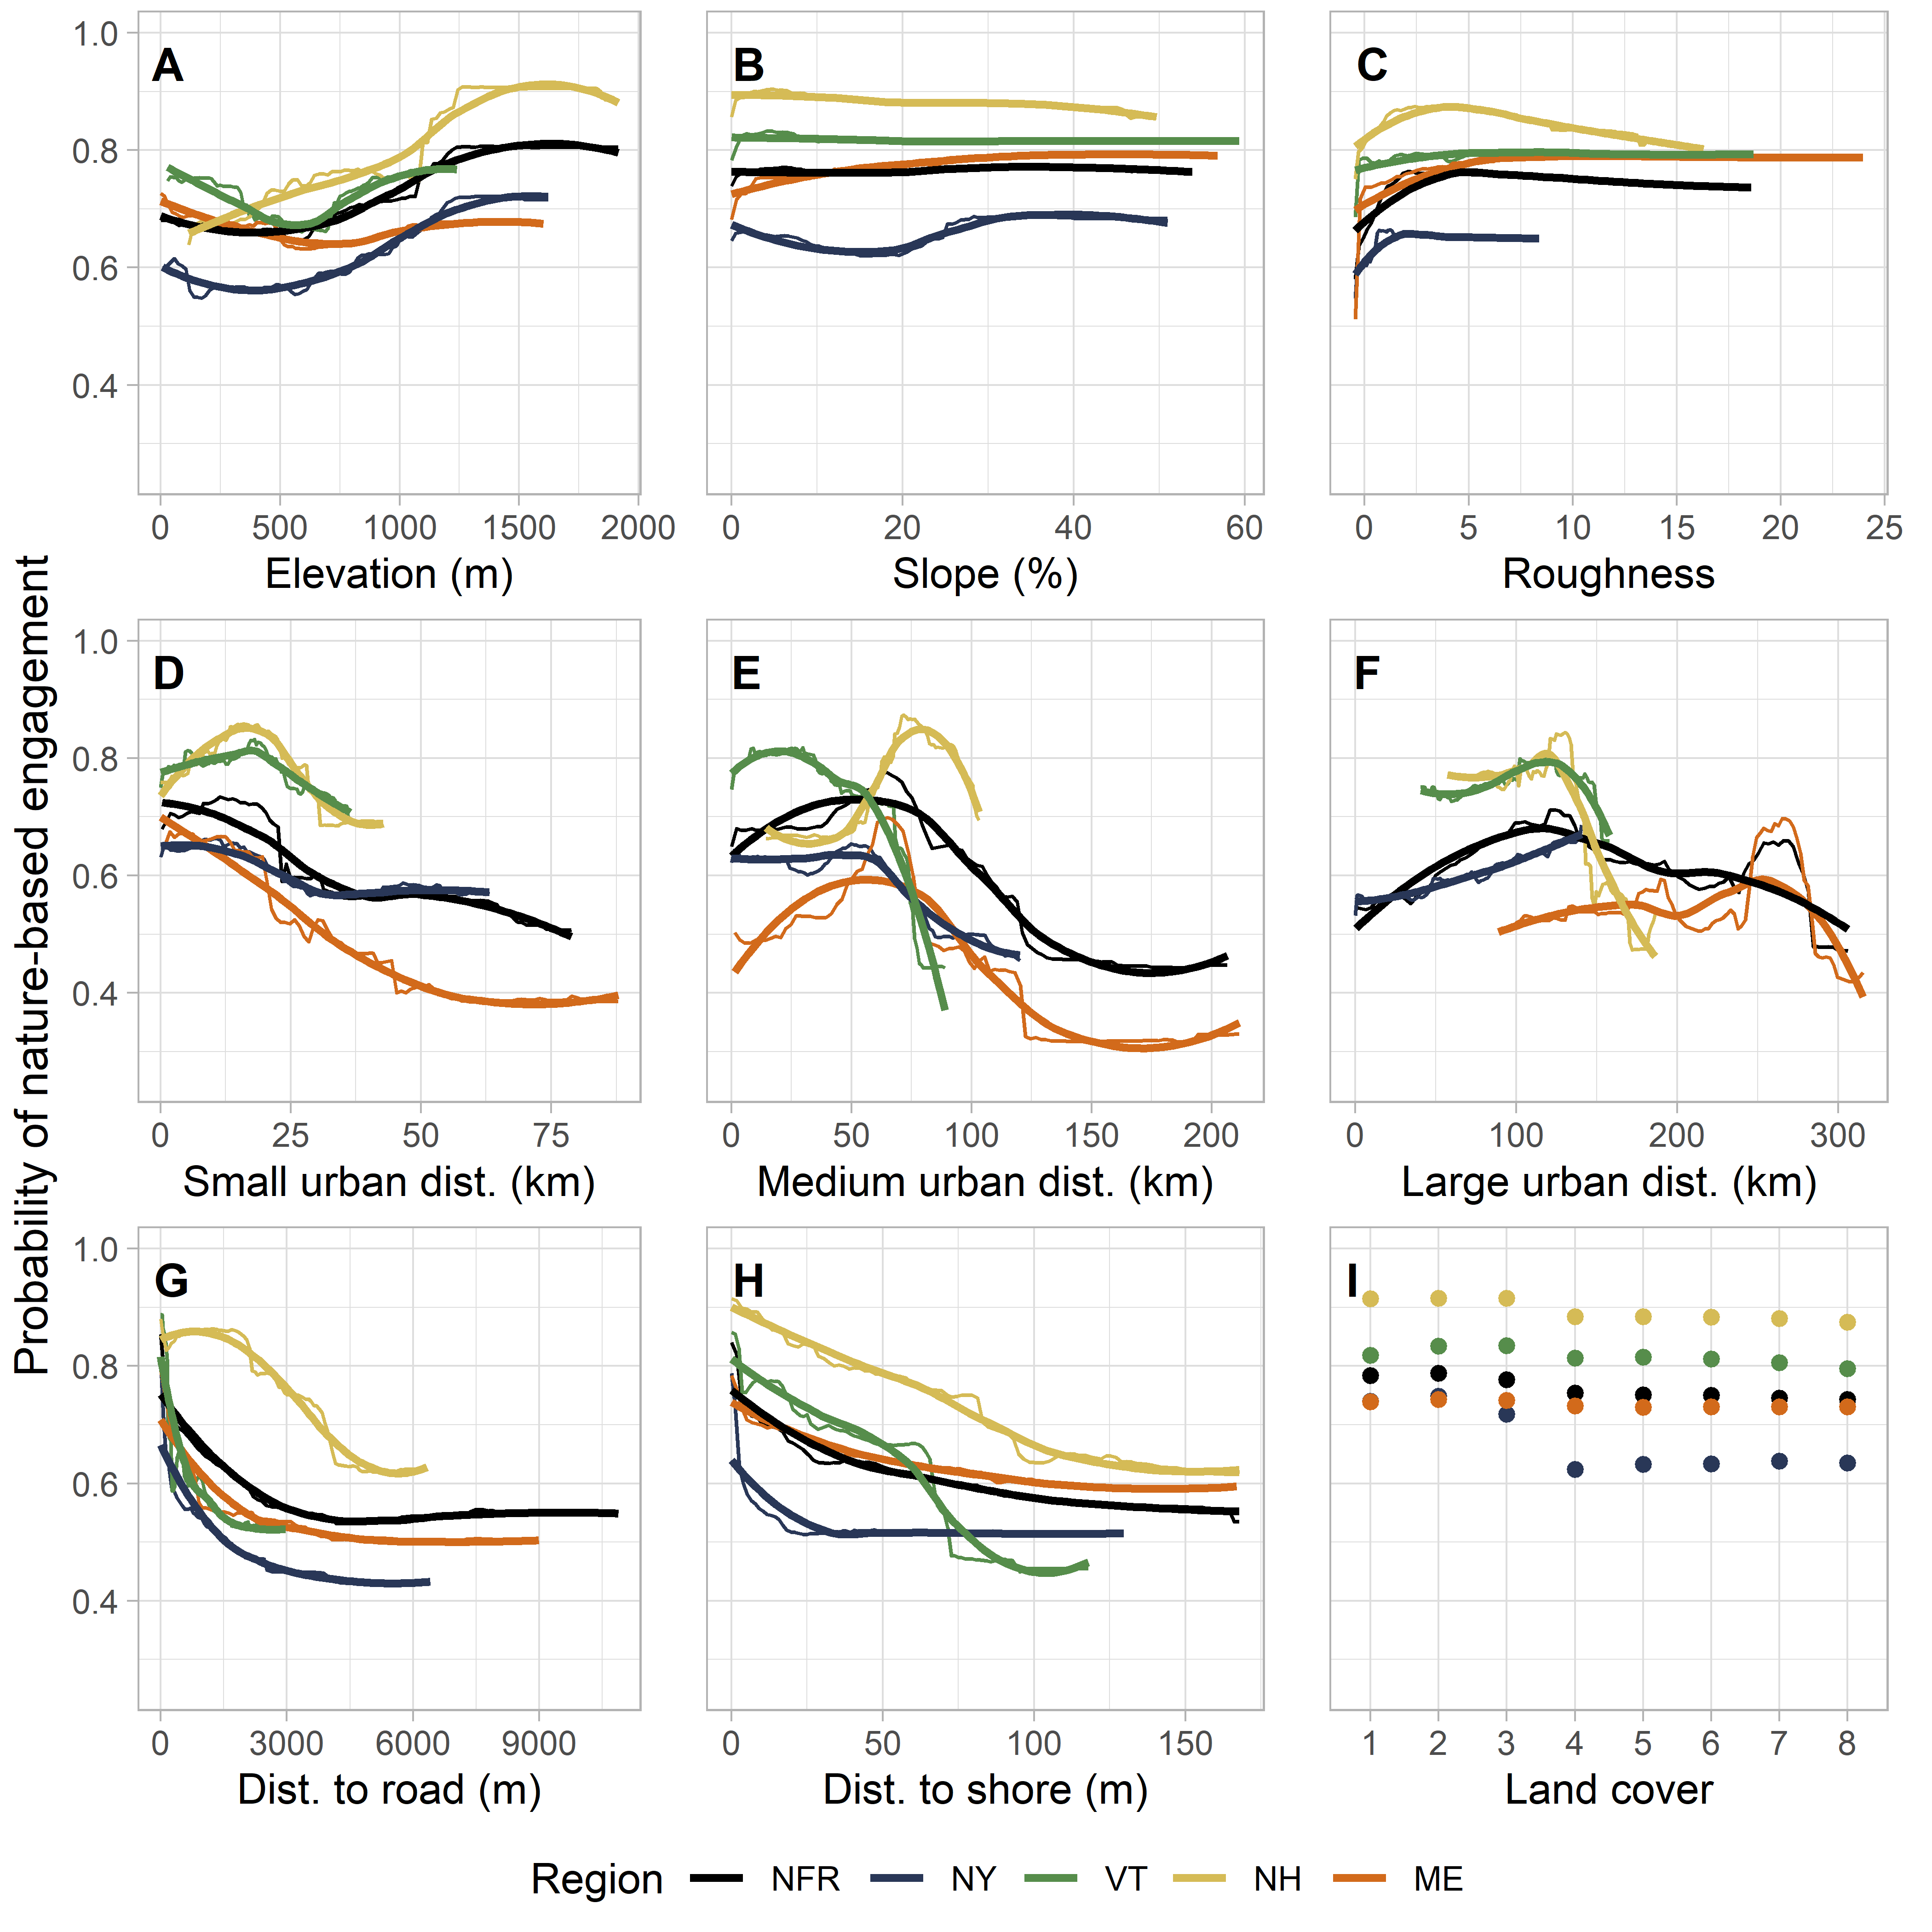 Probability of nature-based engagement
A B C
1.0
0.8
0.6
0.4
0 500 1000 1500 2000 0 20 40 60 0 5 10 15 20 25
Elevation (m) Slope (%) Roughness
D E F
1.0
0.8
0.6
0.4
0 25 50 75 0 50 100 150 200 0 100 200 300
Small urban dist. (km) Medium urban dist. (km) Large urban dist. (km)
G H I
1.0
0.8
0.6
0.4
0 3000 6000 9000 0 50 100 150 1 2 3 4 5 6 7 8
Dist. to road (m) Dist. to shore (m) Land cover
Region NFR NY VT NH ME